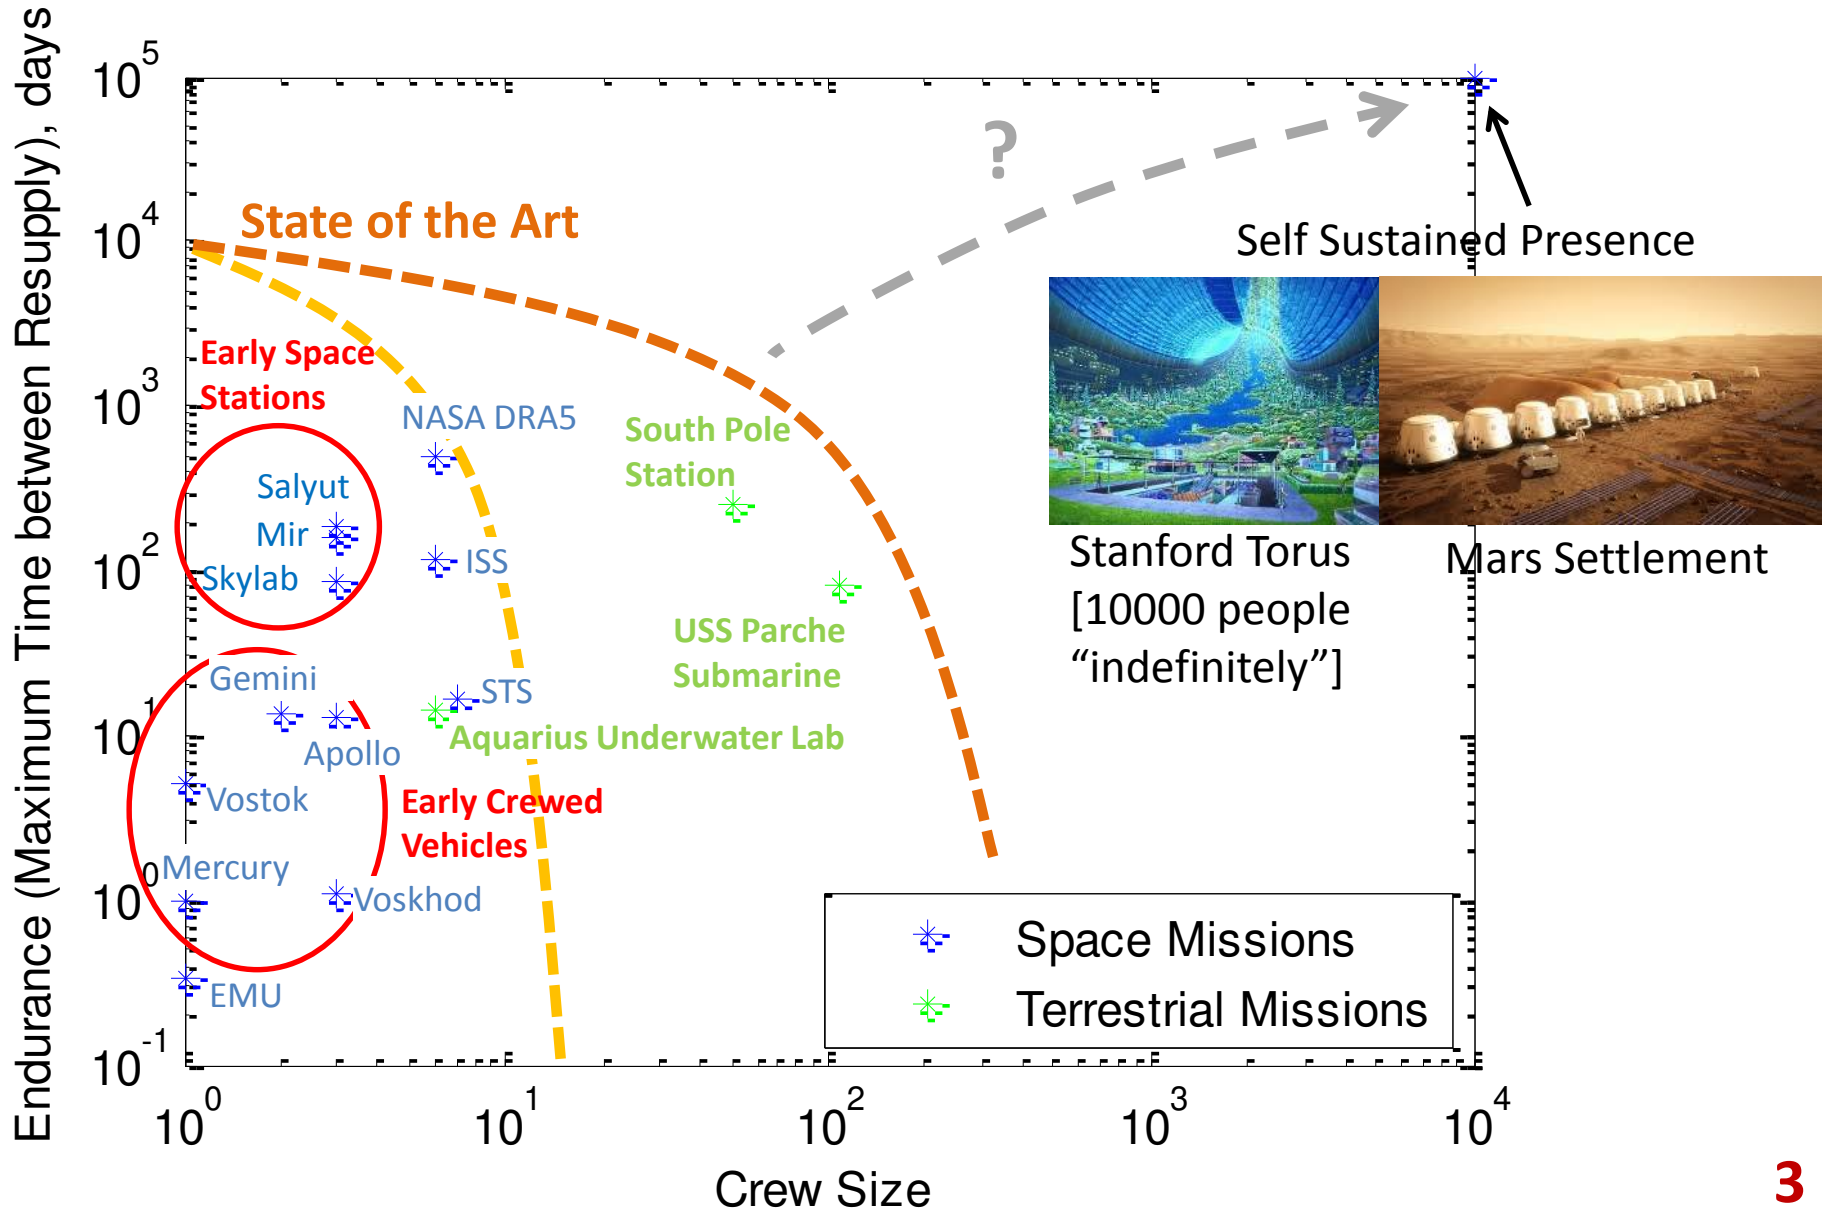 Endurance (Maximum Time between Resupply), days
10^5
10^4
10^3
10^2
10^1
10^0
10^-1
0
State of the Art
?
Self Sustained Presence
Early Space
Stations
NASA DRA5
South Pole
Station
Salyut
Mir
Skylab
ISS
Stanford Torus
[10000 people
“indefinitely”]
Mars Settlement
USS Parche
Submarine
Gemini
STS
Apollo
Aquarius Underwater Lab
Vostok
Early Crewed
Vehicles
Mercury
Voskhod
EMU
Space Missions
Terrestrial Missions
10^0
10^1
10^2
10^3
10^4
Crew Size
3